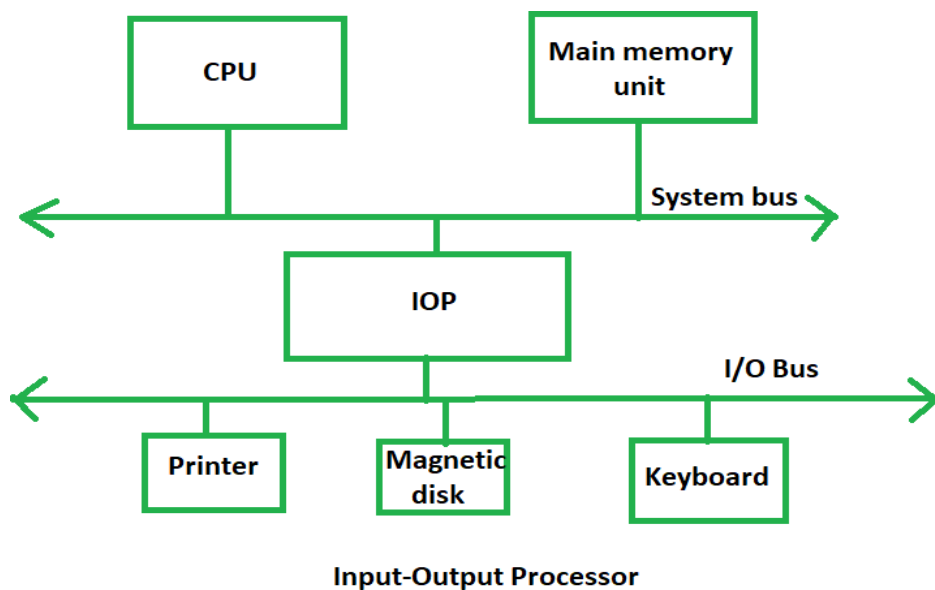 CPU
Main memory
unit
System bus
IOP
I/O Bus
Printer
Magnetic
disk
Keyboard
Input-Output Processor